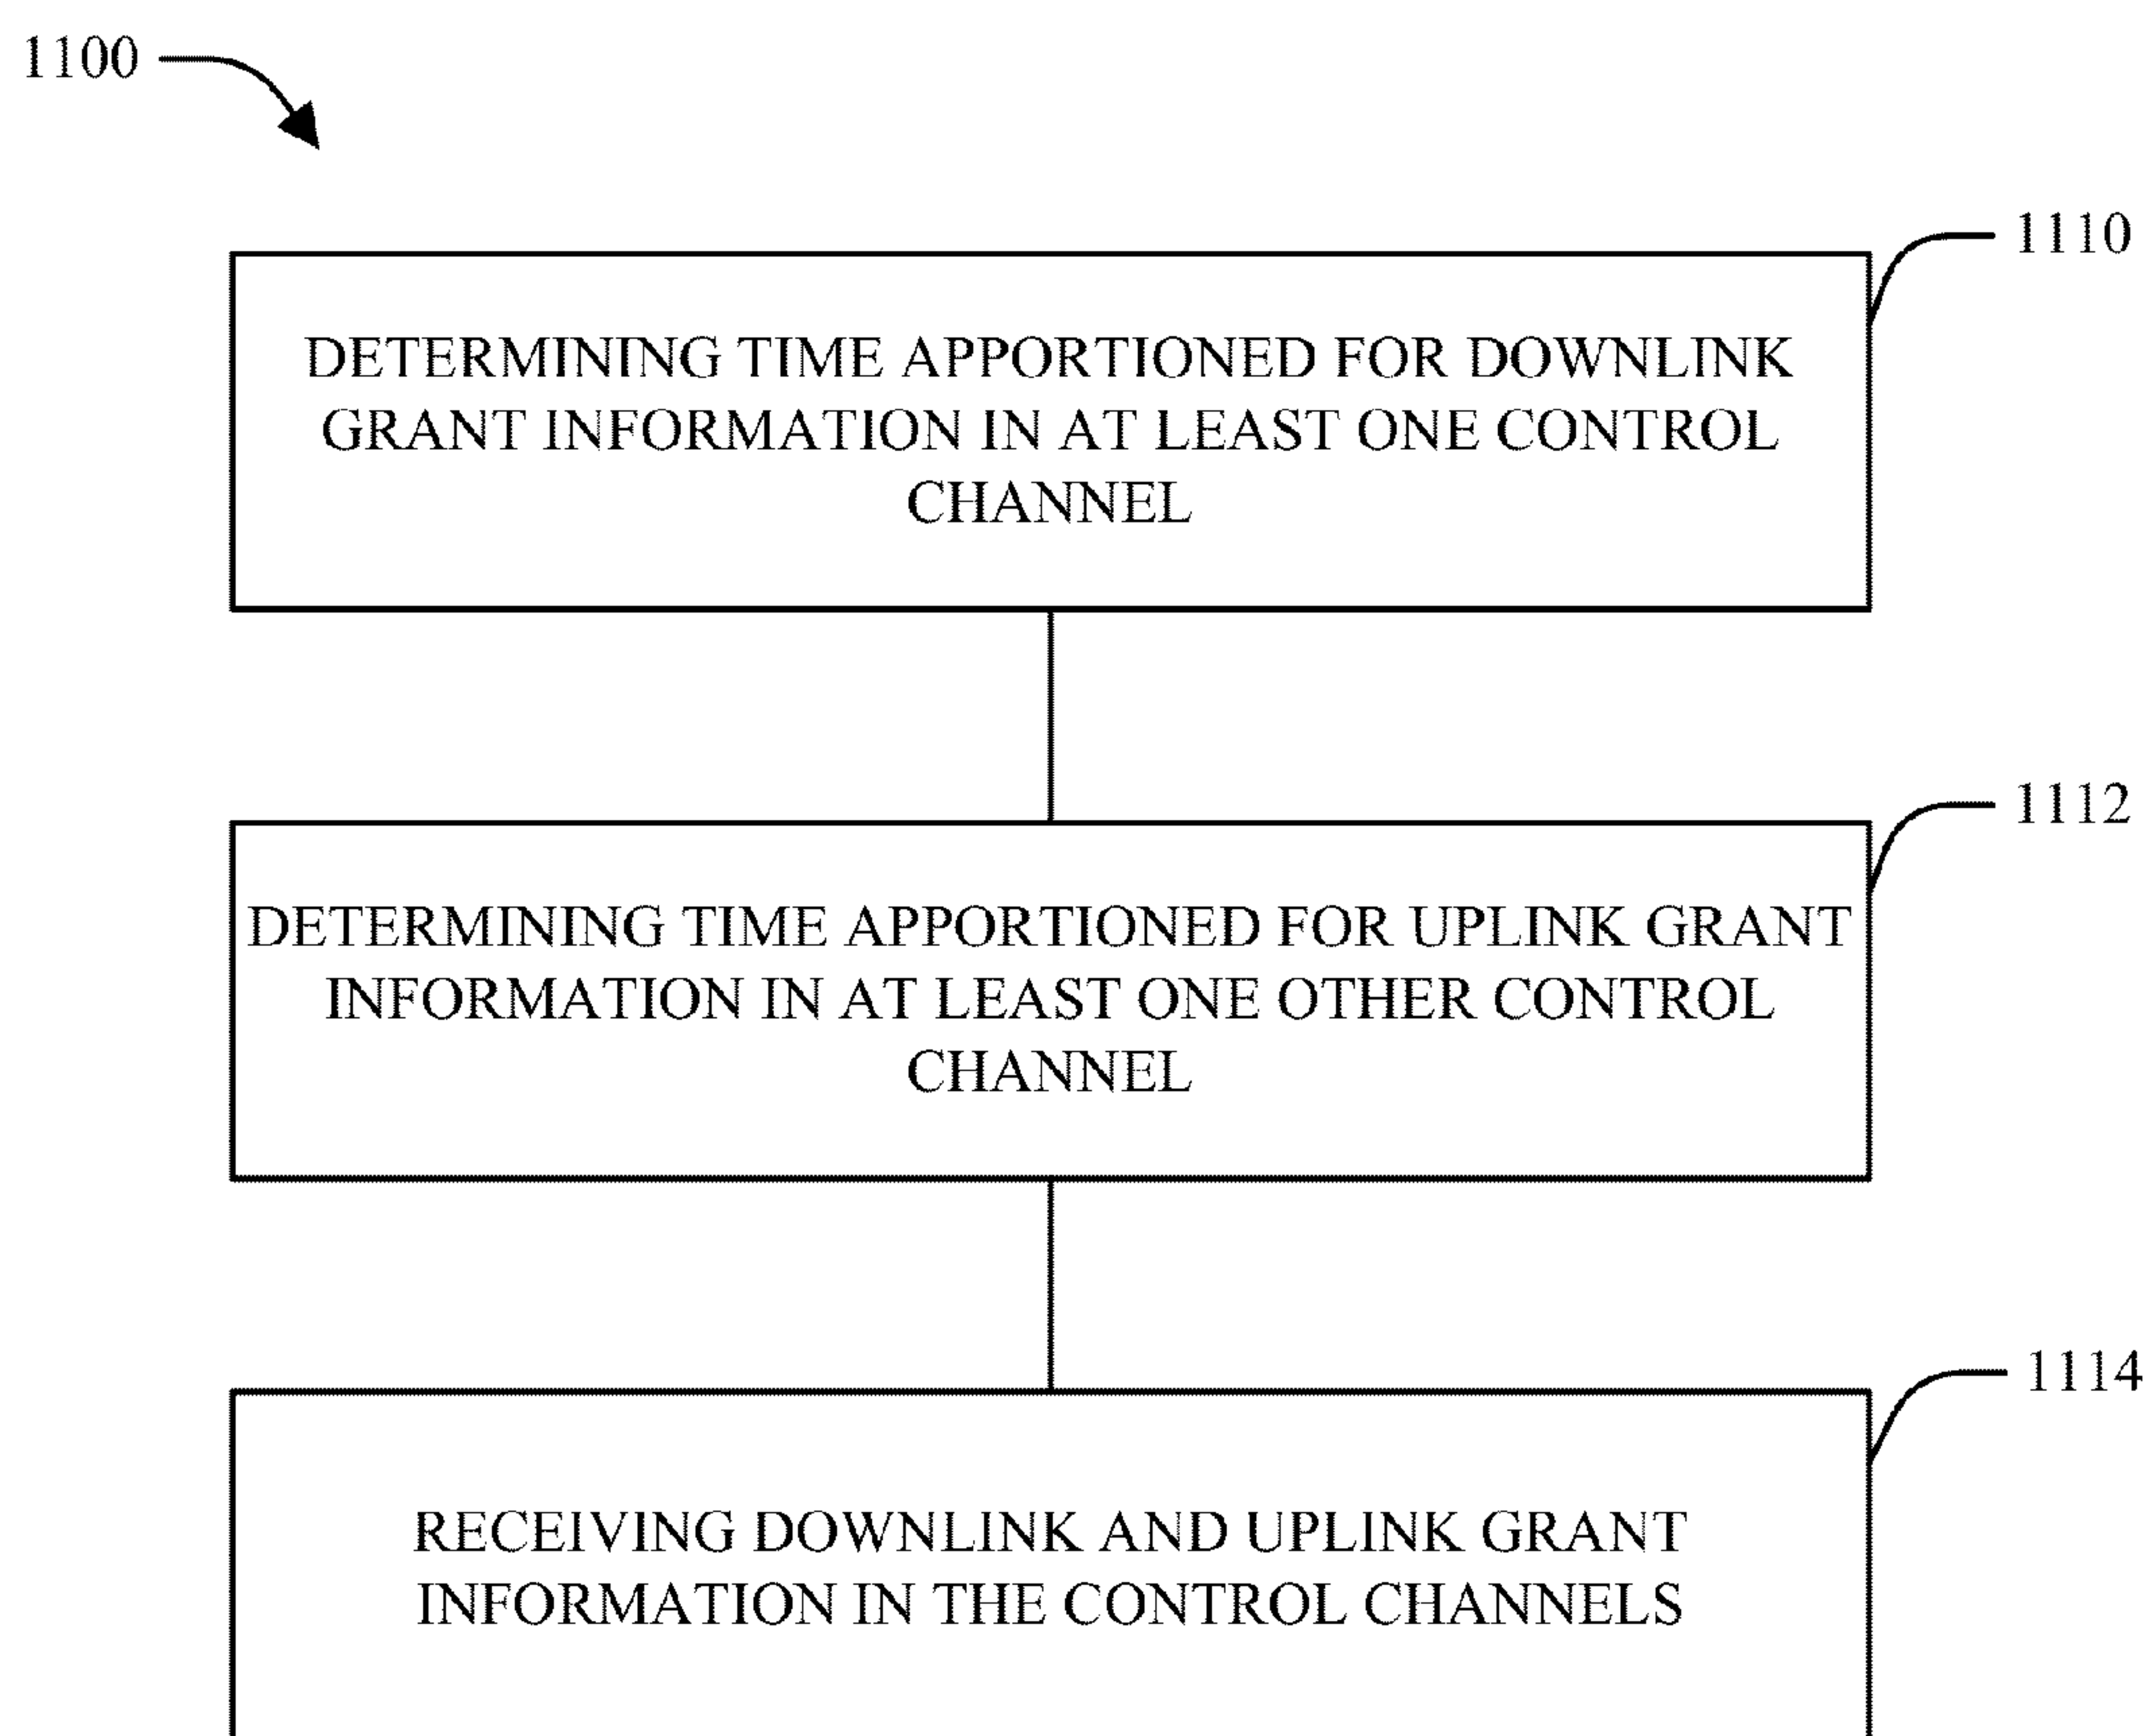 1100
1110
DETERMINING TIME APPORTIONED FOR DOWNLINK
GRANT INFORMATION IN AT LEAST ONE CONTROL
CHANNEL
1112
DETERMINING TIME APPORTIONED FOR UPLINK GRANT
INFORMATION IN AT LEAST ONE OTHER CONTROL
CHANNEL
1114
RECEIVING DOWNLINK AND UPLINK GRANT
INFORMATION IN THE CONTROL CHANNELS